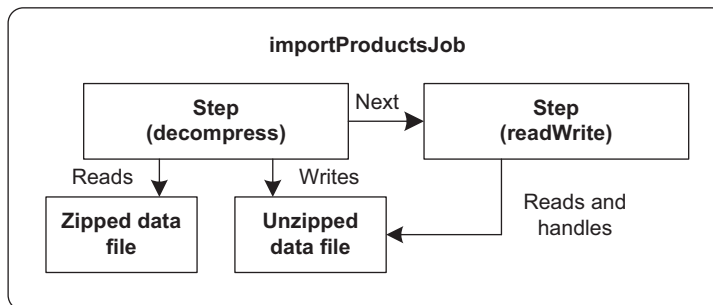 importProductsJob
Step
(decompress)
Next
Step
(readWrite)
Reads
Writes
Zipped data
file
Unzipped
data file
Reads and
handles